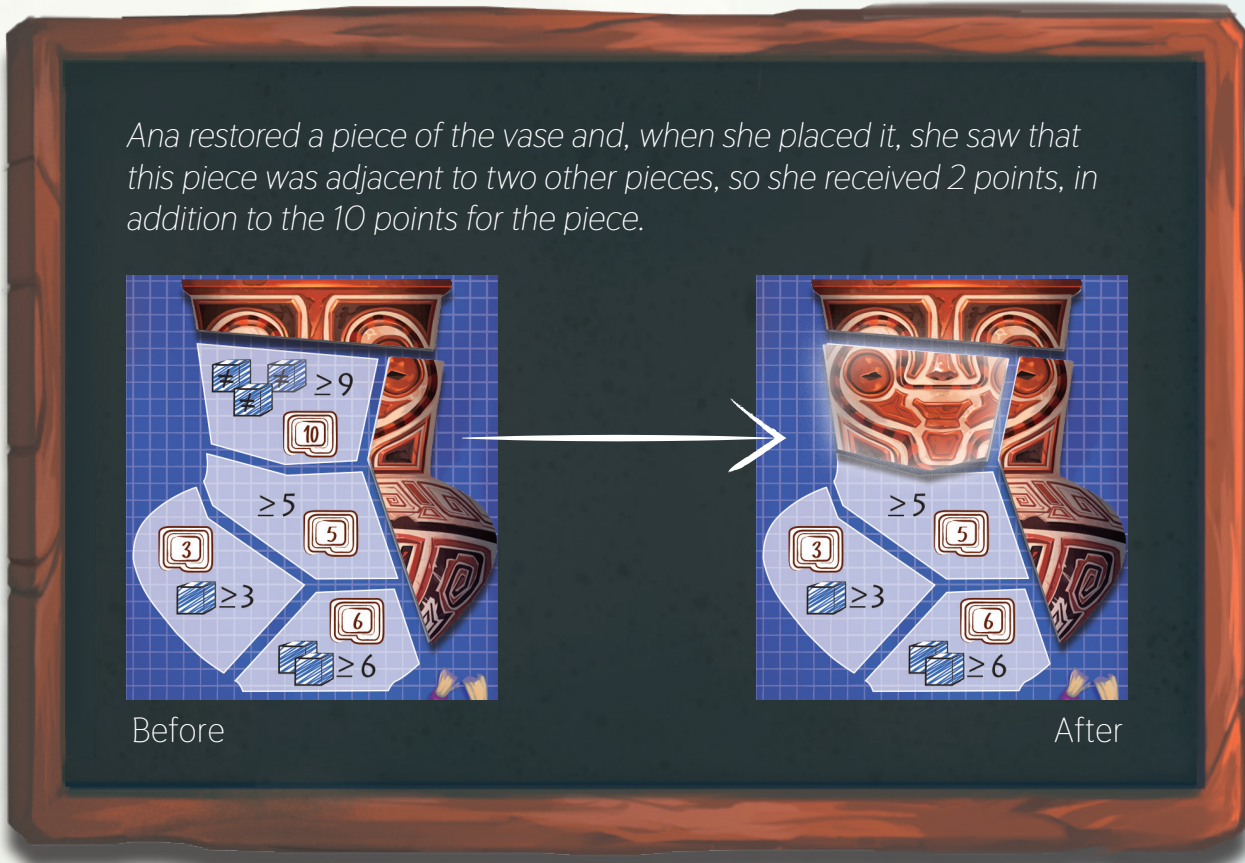 Ana restored a piece of the vase and, when she placed it, she saw that
this piece was adjacent to two other pieces, so she received 2 points, in
addition to the 10 points for the piece.
≠ ≠ ≠ ≥9
10
≥5
5
3
≥3
6
≥6
≥5
5
3
≥3
6
≥6
Before
After